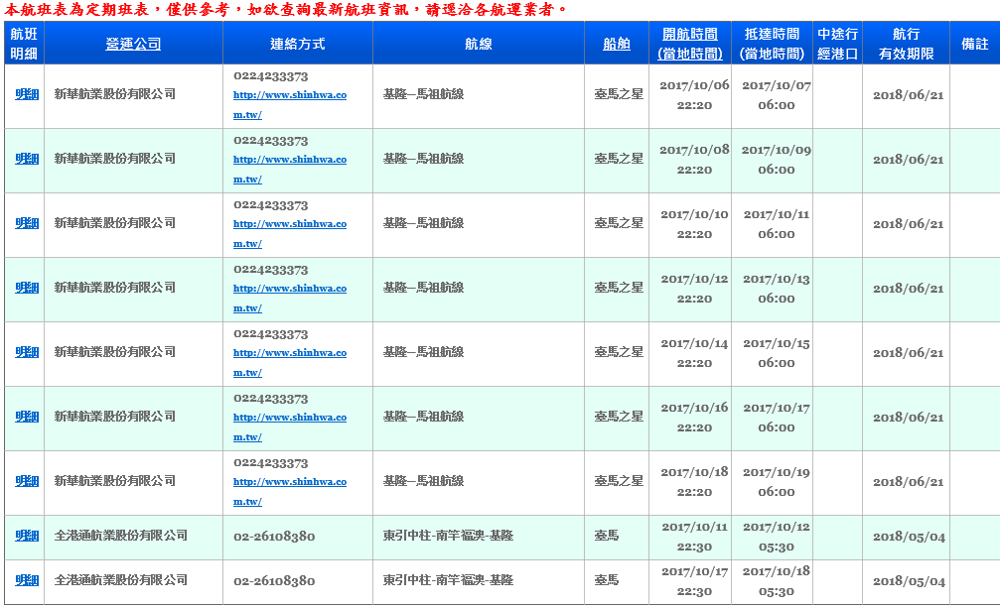 本航班表為定期班表，僅供參考，如欲查詢最新航班資訊，請逕洽各航運業者。
航班明細 營運公司 連絡方式 航線 船舶 開航時間(當地時間) 抵達時間(當地時間) 中途行經港口 航行有效期限 備註
明細 新華航業股份有限公司 0224233373 http://www.shinhwa.com.tw/ 基隆─馬祖航線 臺馬之星 2017/10/06 22:20 2017/10/07 06:00 2018/06/21
明細 新華航業股份有限公司 0224233373 http://www.shinhwa.com.tw/ 基隆─馬祖航線 臺馬之星 2017/10/08 22:20 2017/10/09 06:00 2018/06/21
明細 新華航業股份有限公司 0224233373 http://www.shinhwa.com.tw/ 基隆─馬祖航線 臺馬之星 2017/10/10 22:20 2017/10/11 06:00 2018/06/21
明細 新華航業股份有限公司 0224233373 http://www.shinhwa.com.tw/ 基隆─馬祖航線 臺馬之星 2017/10/12 22:20 2017/10/13 06:00 2018/06/21
明細 新華航業股份有限公司 0224233373 http://www.shinhwa.com.tw/ 基隆─馬祖航線 臺馬之星 2017/10/14 22:20 2017/10/15 06:00 2018/06/21
明細 新華航業股份有限公司 0224233373 http://www.shinhwa.com.tw/ 基隆─馬祖航線 臺馬之星 2017/10/16 22:20 2017/10/17 06:00 2018/06/21
明細 新華航業股份有限公司 0224233373 http://www.shinhwa.com.tw/ 基隆─馬祖航線 臺馬之星 2017/10/18 22:20 2017/10/19 06:00 2018/06/21
明細 全港通航業股份有限公司 02-26108380 東引中柱-南竿福澳-基隆 臺馬 2017/10/11 22:30 2017/10/12 05:30 2018/05/04
明細 全港通航業股份有限公司 02-26108380 東引中柱-南竿福澳-基隆 臺馬 2017/10/17 22:30 2017/10/18 05:30 2018/05/04